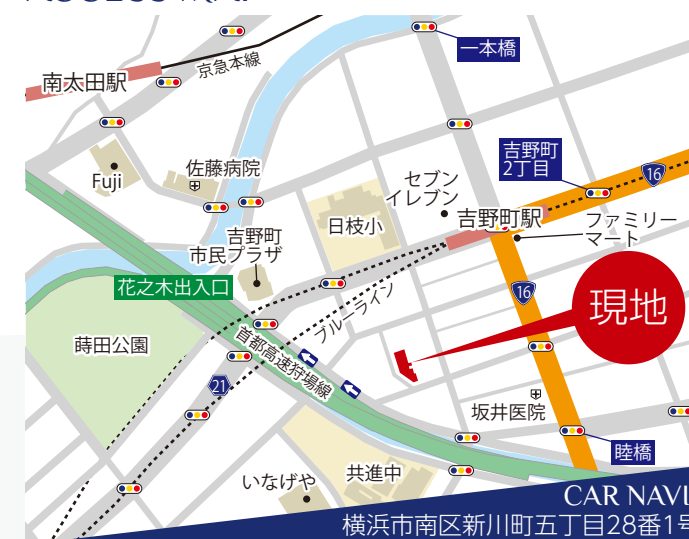 一本橋
京急本線
南太田駅
吉野町
2丁目
16
Fuji
佐藤病院
セブン
イレブン
吉野町駅
ファミリー
マート
日枝小
吉野町
市民プラザ
花之木出入口
16
現地
ブルーライン
首都高速狩場線
蒔田公園
21
坂井医院
睦橋
いなげや
共進中
CAR NAVI
横浜市南区新川町五丁目28番1号